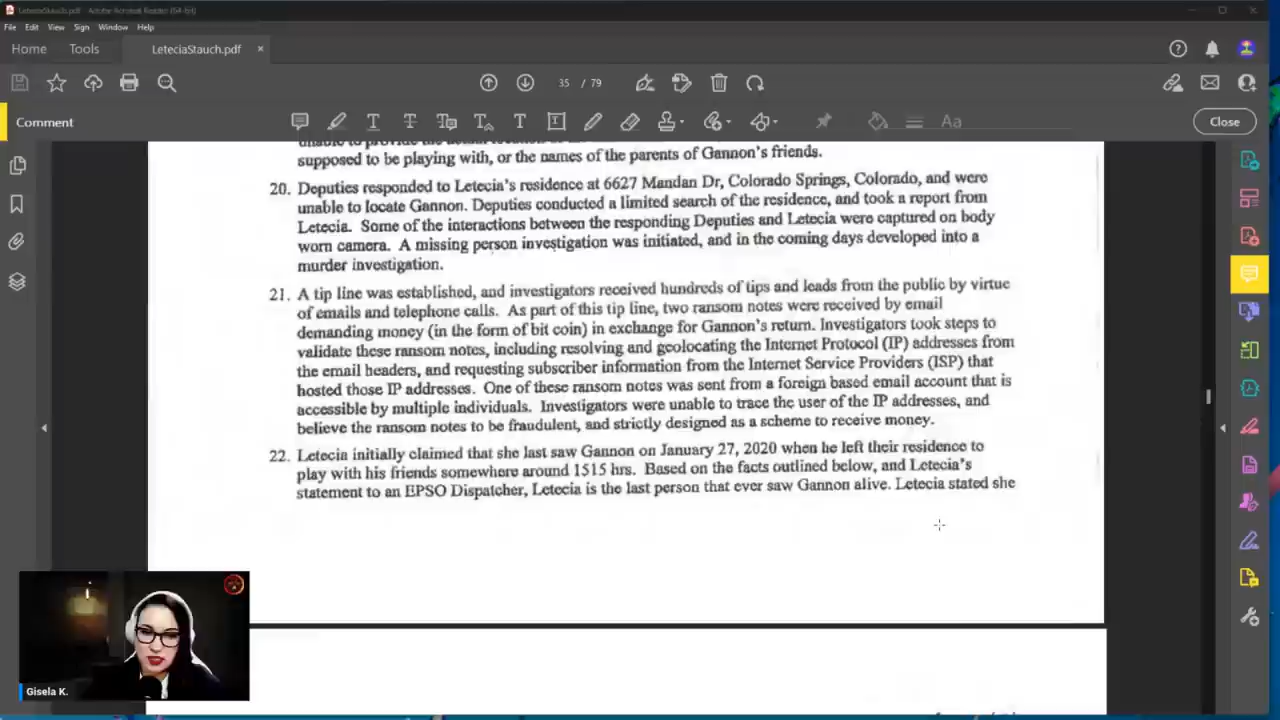 LeteciaStauch.pdf - Adobe Acrobat Reader (64-bit)
File Edit View Sign Window Help
Home Tools LeteciaStauch.pdf ×
35 / 79
Comment
Close
supposed to be playing with, or the names of the parents of Gannon's friends.
20. Deputies responded to Letecia's residence at 6627 Mandan Dr, Colorado Springs, Colorado, and were
unable to locate Gannon. Deputies conducted a limited search of the residence, and took a report from
Letecia. Some of the interactions between the responding Deputies and Letecia were captured on body
worn camera. A missing person investigation was initiated, and in the coming days developed into a
murder investigation.
21. A tip line was established, and investigators received hundreds of tips and leads from the public by virtue
of emails and telephone calls. As part of this tip line, two ransom notes were received by email
demanding money (in the form of bit coin) in exchange for Gannon's return. Investigators took steps to
validate these ransom notes, including resolving and geolocating the Internet Protocol (IP) addresses from
the email headers, and requesting subscriber information from the Internet Service Providers (ISP) that
hosted those IP addresses. One of these ransom notes was sent from a foreign based email account that is
accessible by multiple individuals. Investigators were unable to trace the user of the IP addresses, and
believe the ransom notes to be fraudulent, and strictly designed as a scheme to receive money.
22. Letecia initially claimed that she last saw Gannon on January 27, 2020 when he left their residence to
play with his friends somewhere around 1515 hrs. Based on the facts outlined below, and Letecia's
statement to an EPSO Dispatcher, Letecia is the last person that ever saw Gannon alive. Letecia stated she
Gisela K.